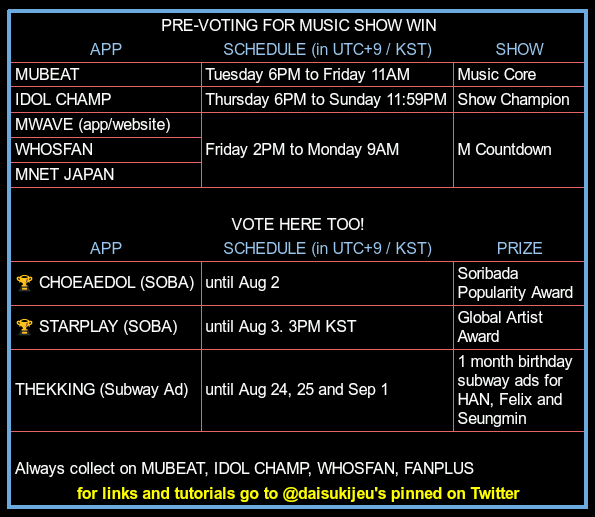 PRE-VOTING FOR MUSIC SHOW WIN
APP SCHEDULE (in UTC+9 / KST) SHOW
MUBEAT Tuesday 6PM to Friday 11AM Music Core
IDOL CHAMP Thursday 6PM to Sunday 11:59PM Show Champion
MWAVE (app/website)
WHOSFAN Friday 2PM to Monday 9AM M Countdown
MNET JAPAN
VOTE HERE TOO!
APP SCHEDULE (in UTC+9 / KST) PRIZE
🏆 CHOEAEDOL (SOBA) until Aug 2 Soribada
Popularity Award
🏆 STARPLAY (SOBA) until Aug 3. 3PM KST Global Artist
Award
THEKKING (Subway Ad) until Aug 24, 25 and Sep 1 1 month birthday
subway ads for
HAN, Felix and
Seungmin
Always collect on MUBEAT, IDOL CHAMP, WHOSFAN, FANPLUS
for links and tutorials go to @daisukijeu's pinned on Twitter